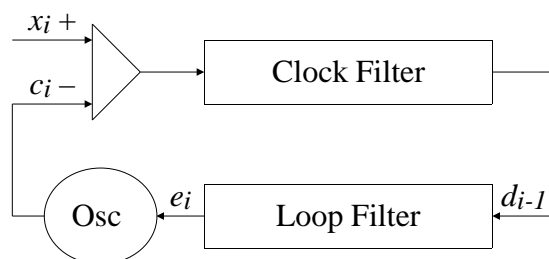 xi +
ci −
Clock Filter
Osc
ei
Loop Filter
di-1